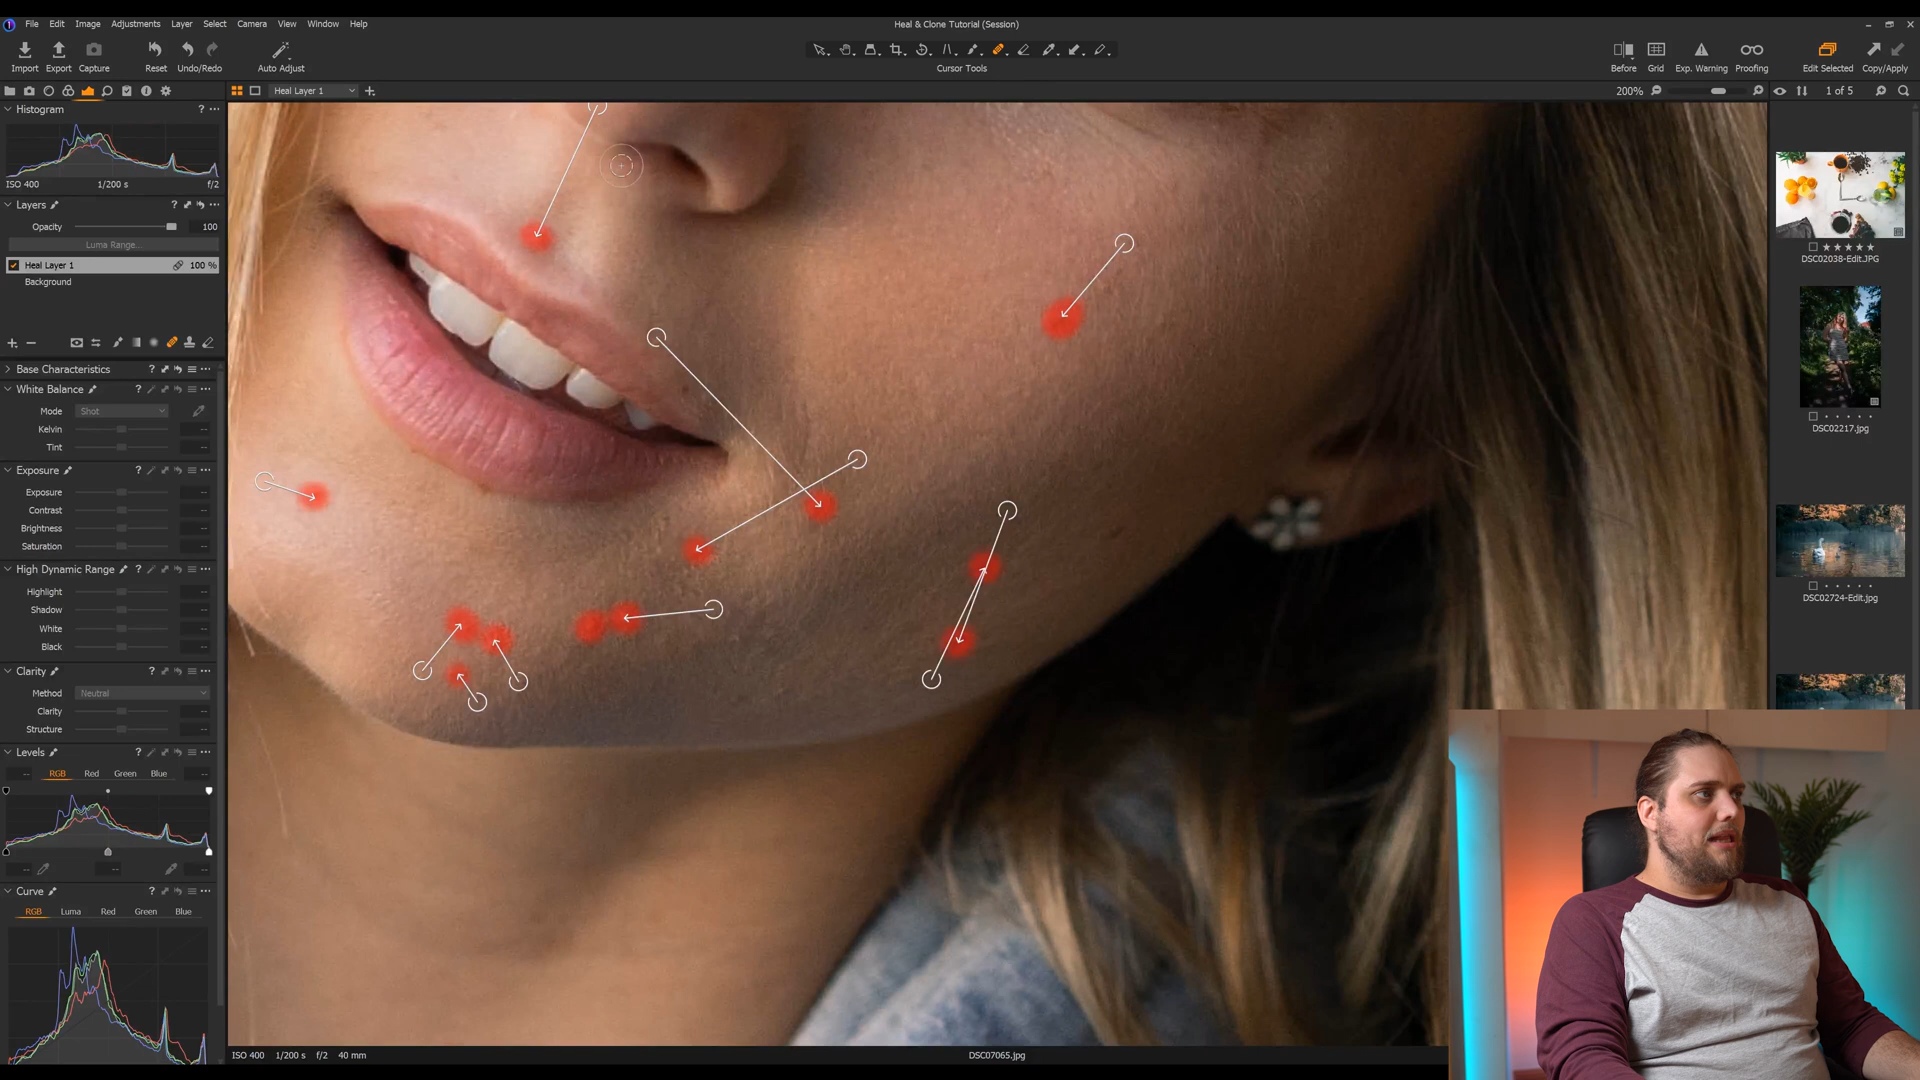 File Edit Image Adjustments Layer Select Camera View Window Help
Heal & Clone Tutorial (Session)
Import Export Capture Reset Undo/Redo Auto Adjust
Cursor Tools
Before Grid Exp. Warning Proofing Edit Selected Copy/Apply
Heal Layer 1
200%
1 of 5
Histogram
ISO 400 1/200 s f/2
Layers
Opacity 100
Luma Range...
Heal Layer 1 100 %
Background
Base Characteristics
White Balance
Mode Shot
Kelvin --
Tint --
Exposure
Exposure --
Contrast --
Brightness --
Saturation --
High Dynamic Range
Highlight --
Shadow --
White --
Black --
Clarity
Method Neutral
Clarity --
Structure --
Levels
-- RGB Red Green Blue --
-- -- --
Curve
RGB Luma Red Green Blue
DSC02038-Edit.JPG
DSC02217.jpg
DSC02724-Edit.jpg
ISO 400 1/200 s f/2 40 mm
DSC07065.jpg